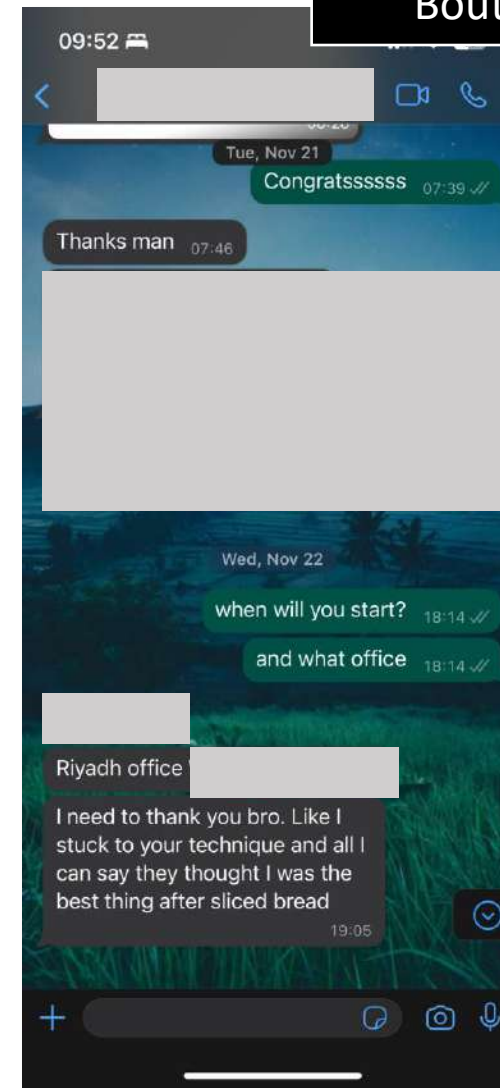 09:52
Tue, Nov 21
Congratssssss 07:39
Thanks man 07:46
Wed, Nov 22
when will you start? 18:14
and what office 18:14
Riyadh office
I need to thank you bro. Like I
stuck to your technique and all I
can say they thought I was the
best thing after sliced bread
19:05